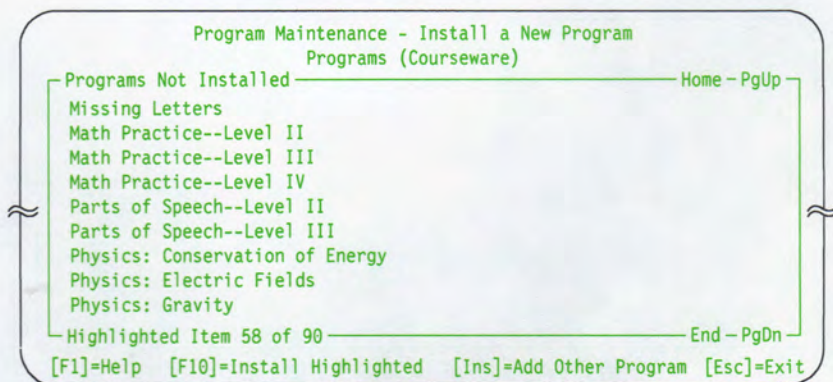 Program Maintenance - Install a New Program
Programs (Courseware)
Programs Not Installed Home - PgUp
Missing Letters
Math Practice--Level II
Math Practice--Level III
Math Practice--Level IV
Parts of Speech--Level II
Parts of Speech--Level III
Physics: Conservation of Energy
Physics: Electric Fields
Physics: Gravity
Highlighted Item 58 of 90 End - PgDn
[F1]=Help [F10]=Install Highlighted [Ins]=Add Other Program [Esc]=Exit